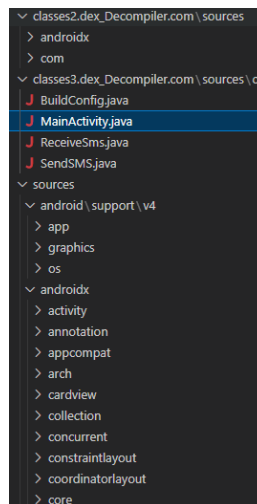 classes2.dex_Decompiler.com\sources
androidx
com
classes3.dex_Decompiler.com\sources\c
J BuildConfig.java
J MainActivity.java
J ReceiveSms.java
J SendSMS.java
sources
android\support\v4
app
graphics
os
androidx
activity
annotation
appcompat
arch
cardview
collection
concurrent
constraintlayout
coordinatorlayout
core